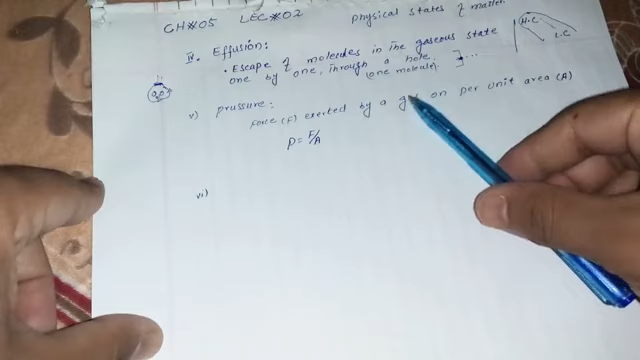 CH#05 LEC#02 Physical states of matter
iv. Effusion:
• Escape of molecules in the gaseous state
one by one, through a hole.
(one molecule).
H.C.
L.C
v) pressure:
Force (F) exerted by a gas on per unit area (A)
P = F/A
vi)